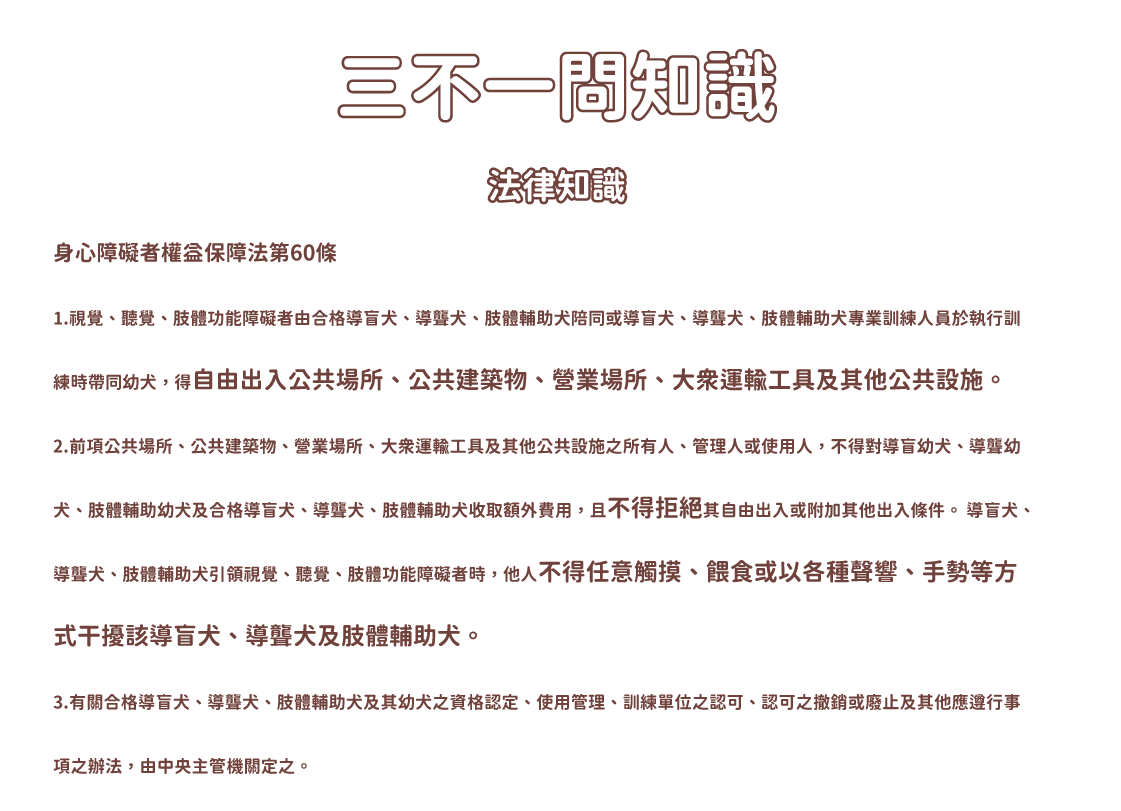 三不一問知識
法律知識
身心障礙者權益保障法第60條
1.視覺、聽覺、肢體功能障礙者由合格導盲犬、導聾犬、肢體輔助犬陪同或導盲犬、導聾犬、肢體輔助犬專業訓練人員於執行訓
練時帶同幼犬，得自由出入公共場所、公共建築物、營業場所、大眾運輸工具及其他公共設施。
2.前項公共場所、公共建築物、營業場所、大眾運輸工具及其他公共設施之所有人、管理人或使用人，不得對導盲幼犬、導聾幼
犬、肢體輔助幼犬及合格導盲犬、導聾犬、肢體輔助犬收取額外費用，且不得拒絕其自由出入或附加其他出入條件。 導盲犬、
導聾犬、肢體輔助犬引領視覺、聽覺、肢體功能障礙者時，他人不得任意觸摸、餵食或以各種聲響、手勢等方
式干擾該導盲犬、導聾犬及肢體輔助犬。
3.有關合格導盲犬、導聾犬、肢體輔助犬及其幼犬之資格認定、使用管理、訓練單位之認可、認可之撤銷或廢止及其他應遵行事
項之辦法，由中央主管機關定之。